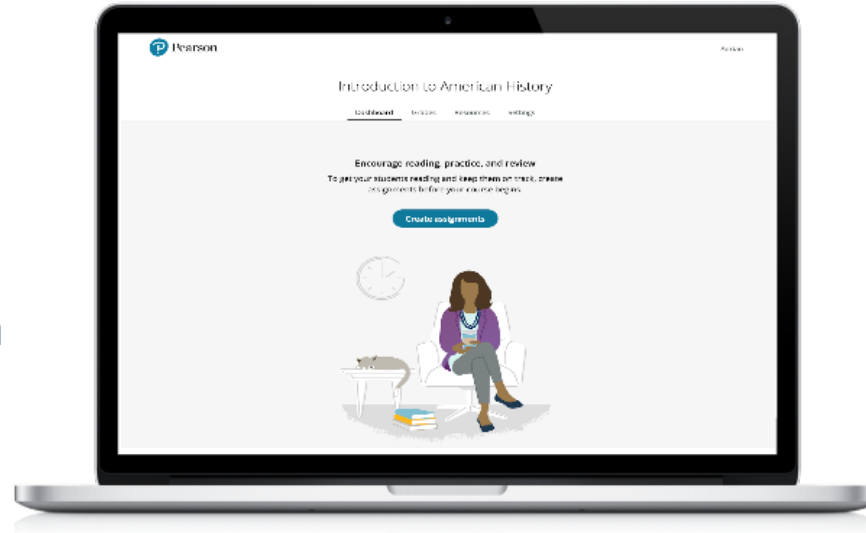 Pearson
Introduction to American History
Dashboard Grades Resources Settings
Encourage reading, practice, and review
To get your students reading and keep them on track, create
assignments before your course begins.
Create assignments